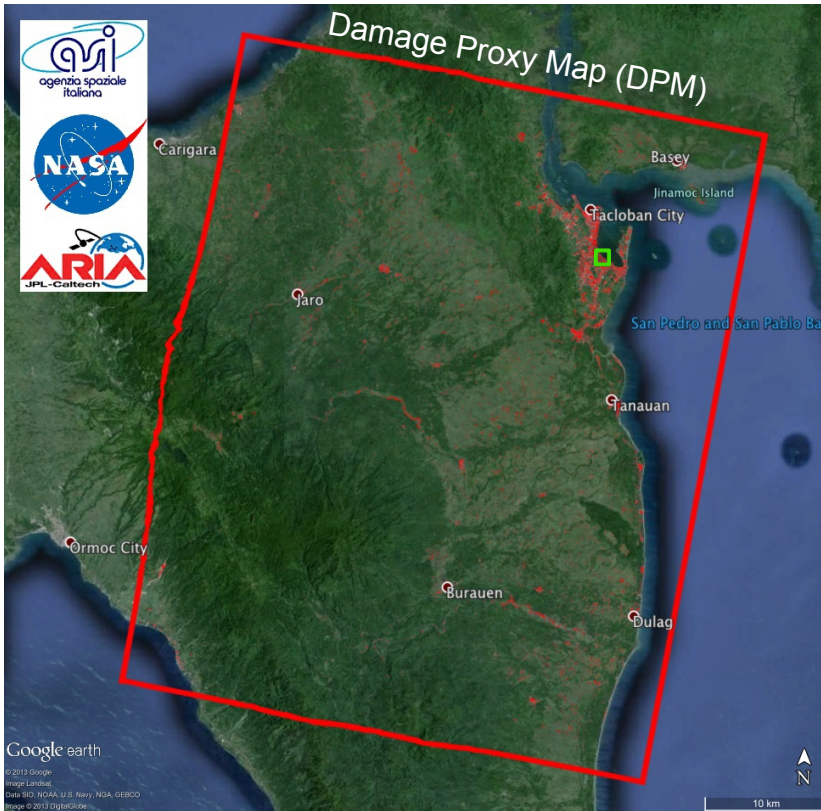 Damage Proxy Map (DPM)
asi
agenzia spaziale
italiana
NASA
ARIA
JPL-Caltech
Carigara
Basey
Jinamoc Island
Tacloban City
Jaro
San Pedro and San Pablo Ba
Tanauan
Ormoc City
Burauen
Dulag
Google earth
© 2013 Google
Image Landsat
Data SIO, NOAA, U.S. Navy, NGA, GEBCO
Image © 2013 DigitalGlobe
N
10 km